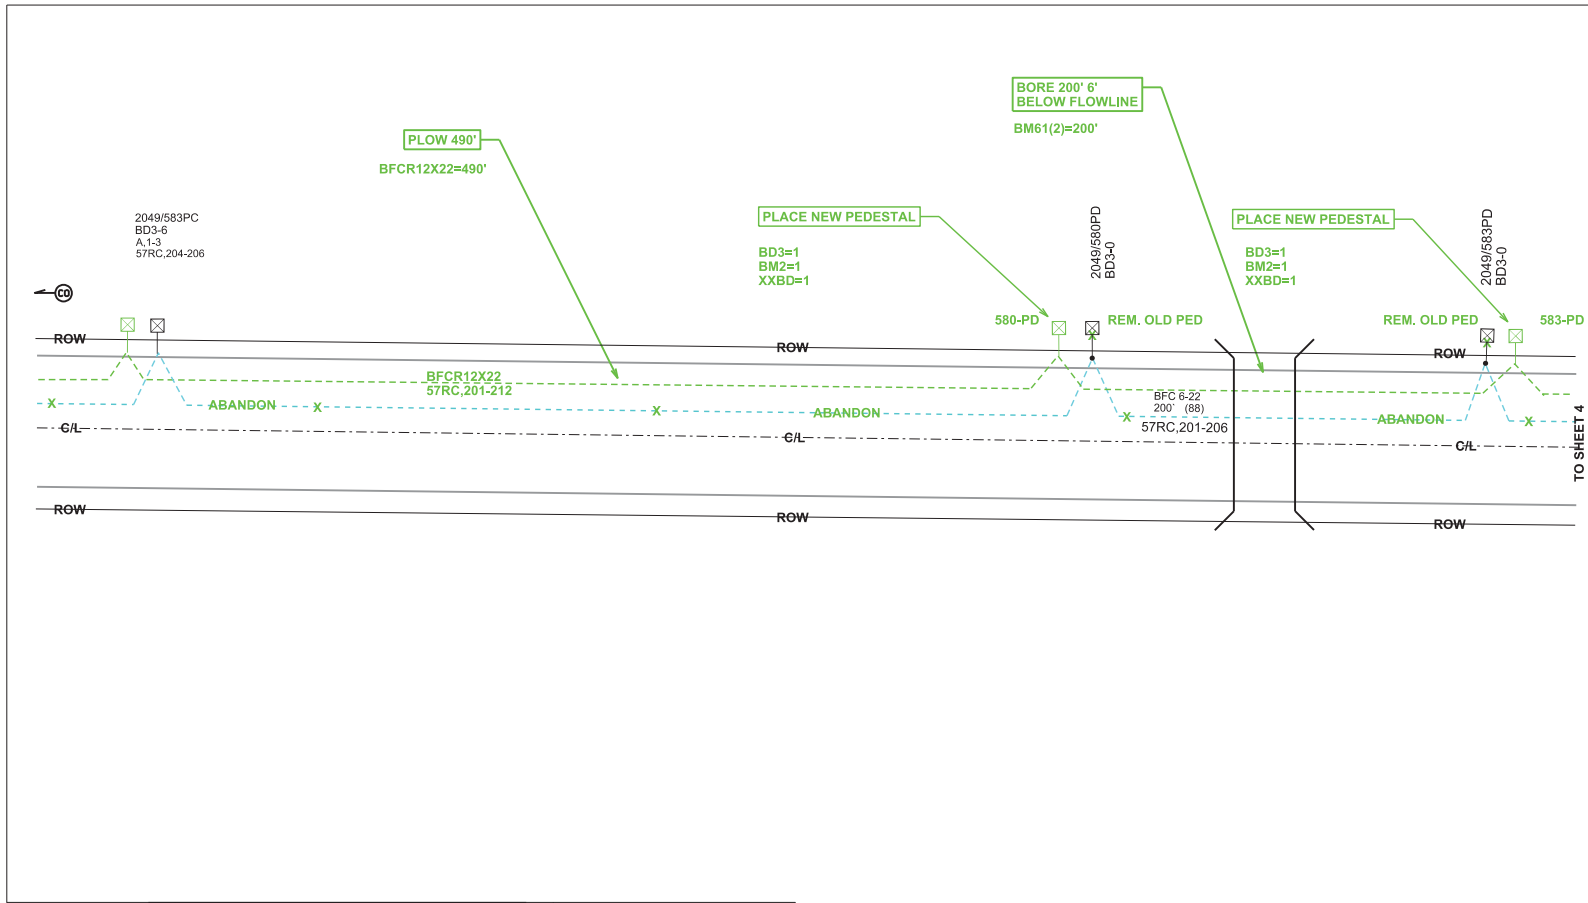 BORE 200' 6'
BELOW FLOWLINE
BM61(2)=200'
PLOW 490'
BFCR12X22=490'
2049/583PC
BD3-6
A,1-3
57RC,204-206
PLACE NEW PEDESTAL
BD3=1
BM2=1
XXBD=1
2049/580PD
BD3-0
PLACE NEW PEDESTAL
BD3=1
BM2=1
XXBD=1
2049/583PD
BD3-0
CO
580-PD
REM. OLD PED
REM. OLD PED
583-PD
ROW
ROW
ROW
BFCR12X22
57RC,201-212
X
ABANDON
X
X
ABANDON
X
BFC 6-22
200' (88)
57RC,201-206
ABANDON
X
C/L
C/L
C/L
TO SHEET 4
ROW
ROW
ROW